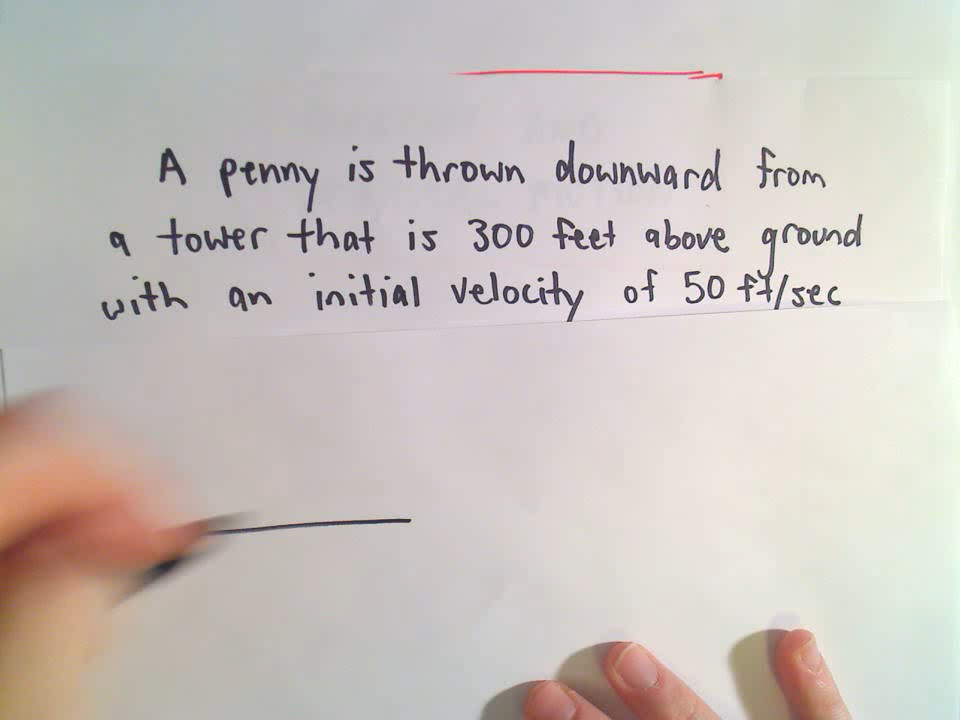 A penny is thrown downward from
a tower that is 300 feet above ground
with an initial velocity of 50 ft/sec